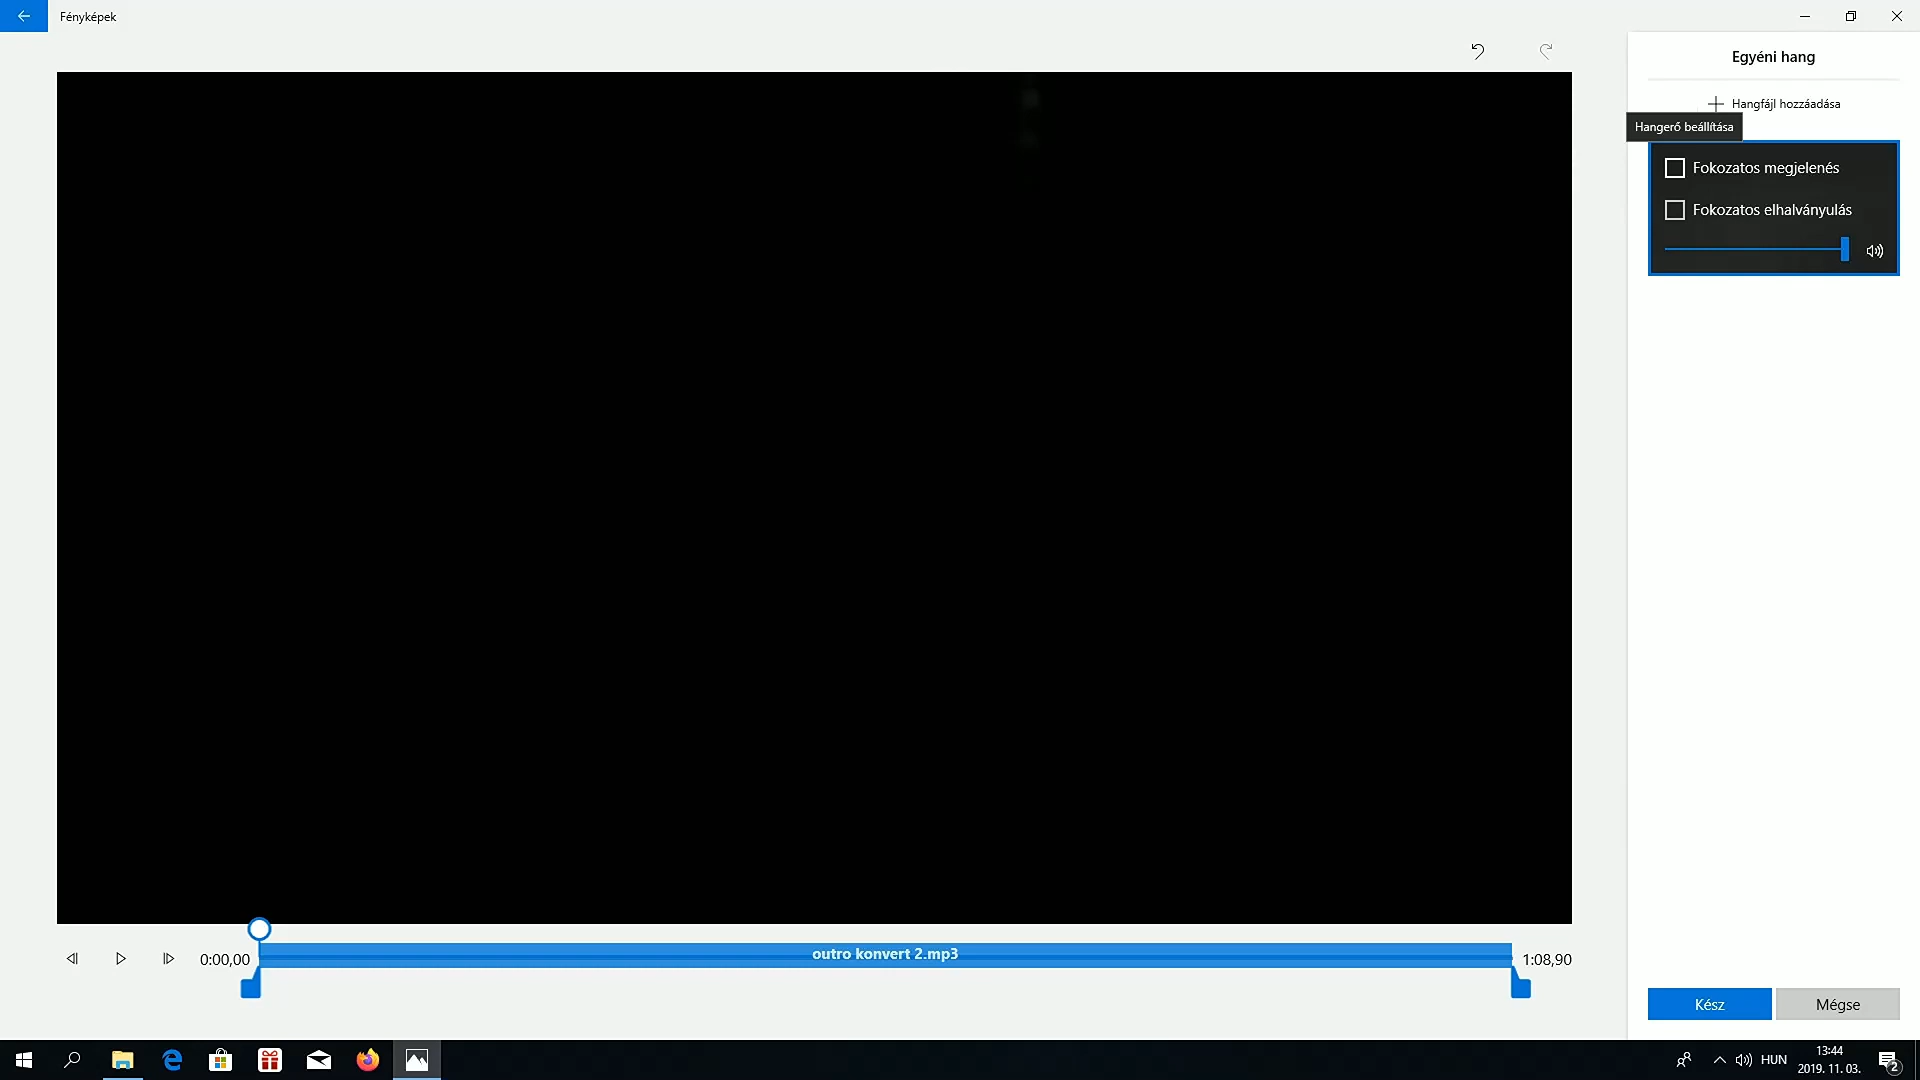 Fényképek
Egyéni hang
Hangfájl hozzáadása
Hangerő beállítása
Fokozatos megjelenés
Fokozatos elhalványulás
0:00,00
outro konvert 2.mp3
1:08,90
Kész
Mégse
HUN
13:44
2019. 11. 03.
2